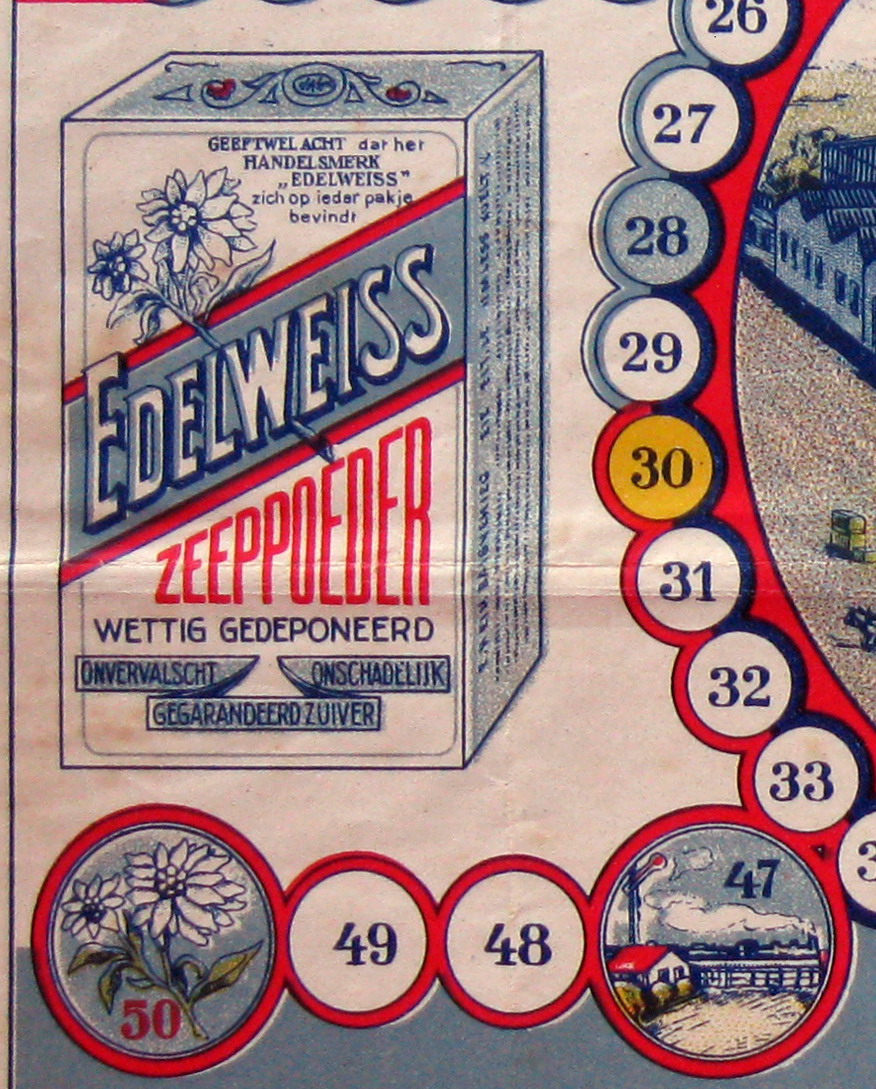 GEEFT WEL ACHT dat het
HANDELSMERK
„EDELWEISS”
zich op ieder pakje
bevindt
EDELWEISS
ZEEPPOEDER
WETTIG GEDEPONEERD
ONVERVALSCHT ONSCHADELIJK
GEGARANDEERD ZUIVER
26
27
28
29
30
31
32
33
47
48
49
50